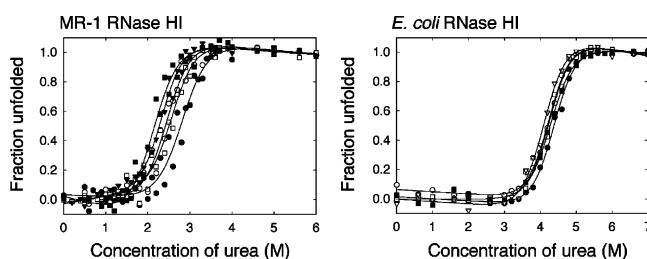 MR-1 RNase HI
Fraction unfolded
1.0
0.8
0.6
0.4
0.2
0.0
0 1 2 3 4 5 6
Concentration of urea (M)
E. coli RNase HI
Fraction unfolded
1.0
0.8
0.6
0.4
0.2
0.0
0 1 2 3 4 5 6 7
Concentration of urea (M)